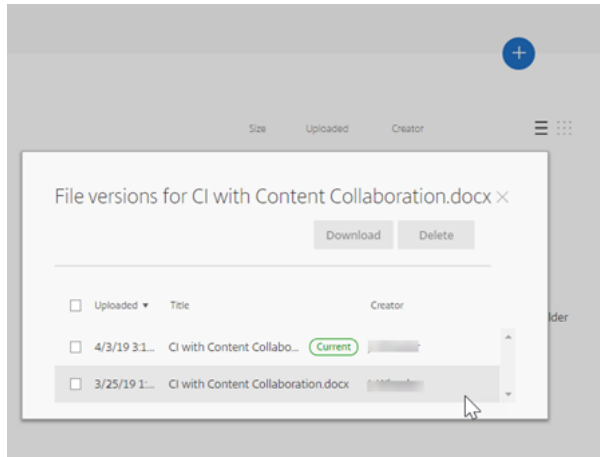 Size Uploaded Creator
File versions for CI with Content Collaboration.docx
Download Delete
Uploaded Title Creator
lder
4/3/19 3:1... CI with Content Collabo... Current
3/25/19 1:... CI with Content Collaboration.docx